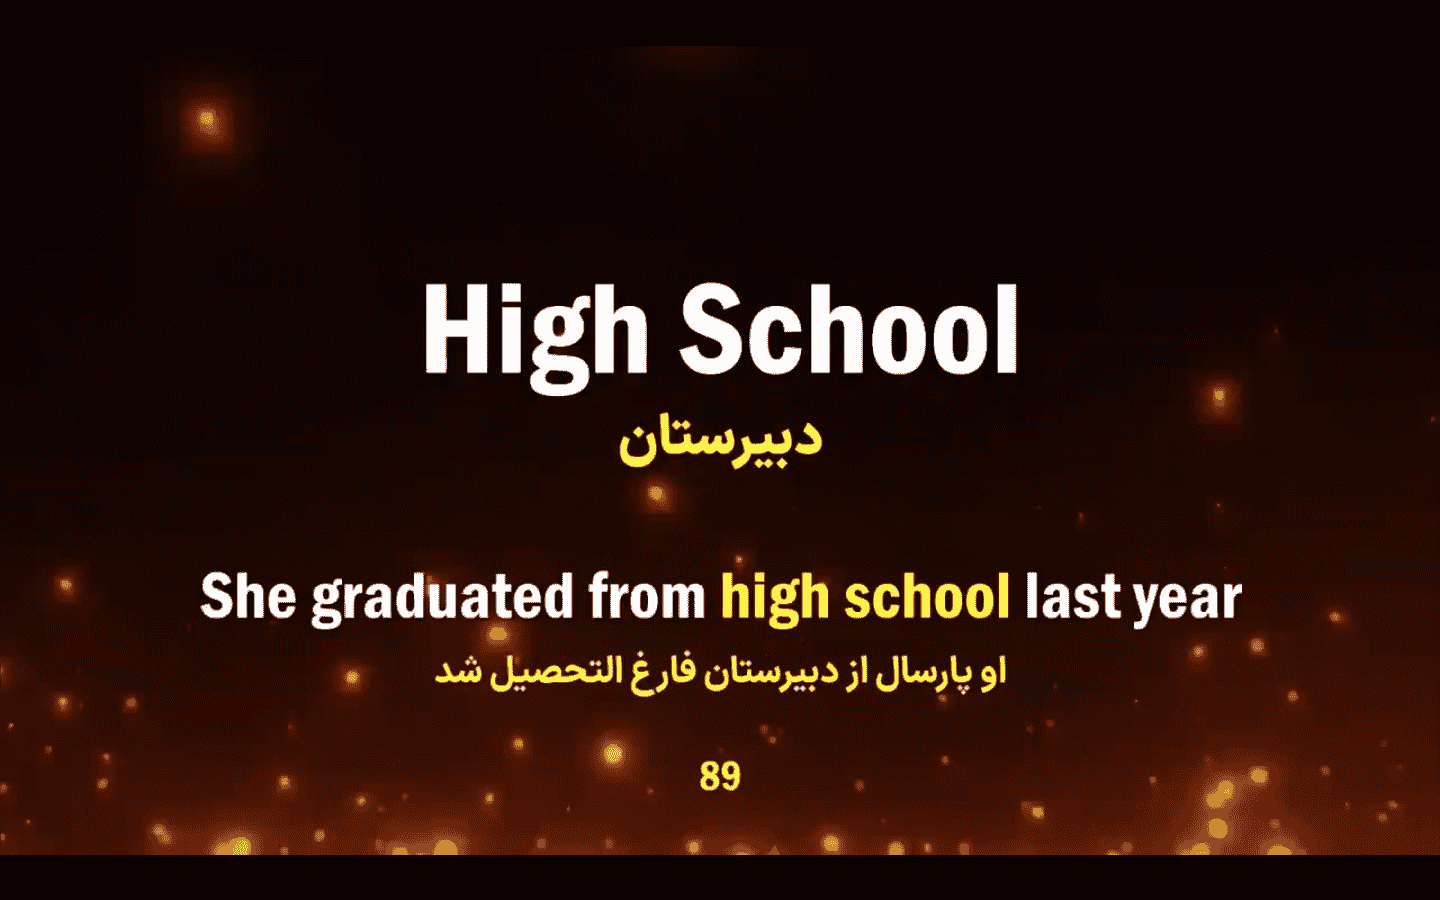 High School
دبیرستان
She graduated from high school last year
او پارسال از دبیرستان فارغ التحصیل شد
89